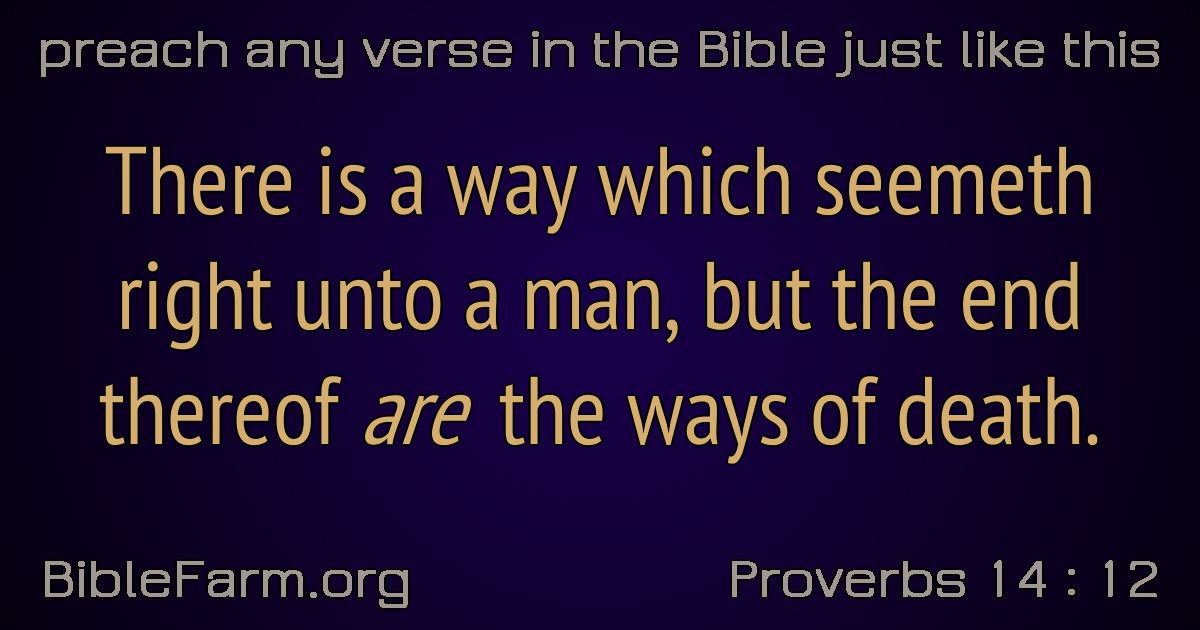 preach any verse in the Bible just like this
There is a way which seemeth
right unto a man, but the end
thereof are the ways of death.
BibleFarm.org
Proverbs 14 : 12